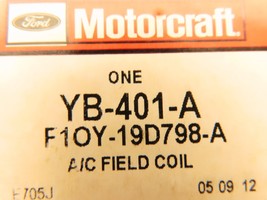 Ford
Motorcraft
ONE
YB-401-A
F1OY-19D798-A
A/C FIELD COIL
E705J 05 09 12